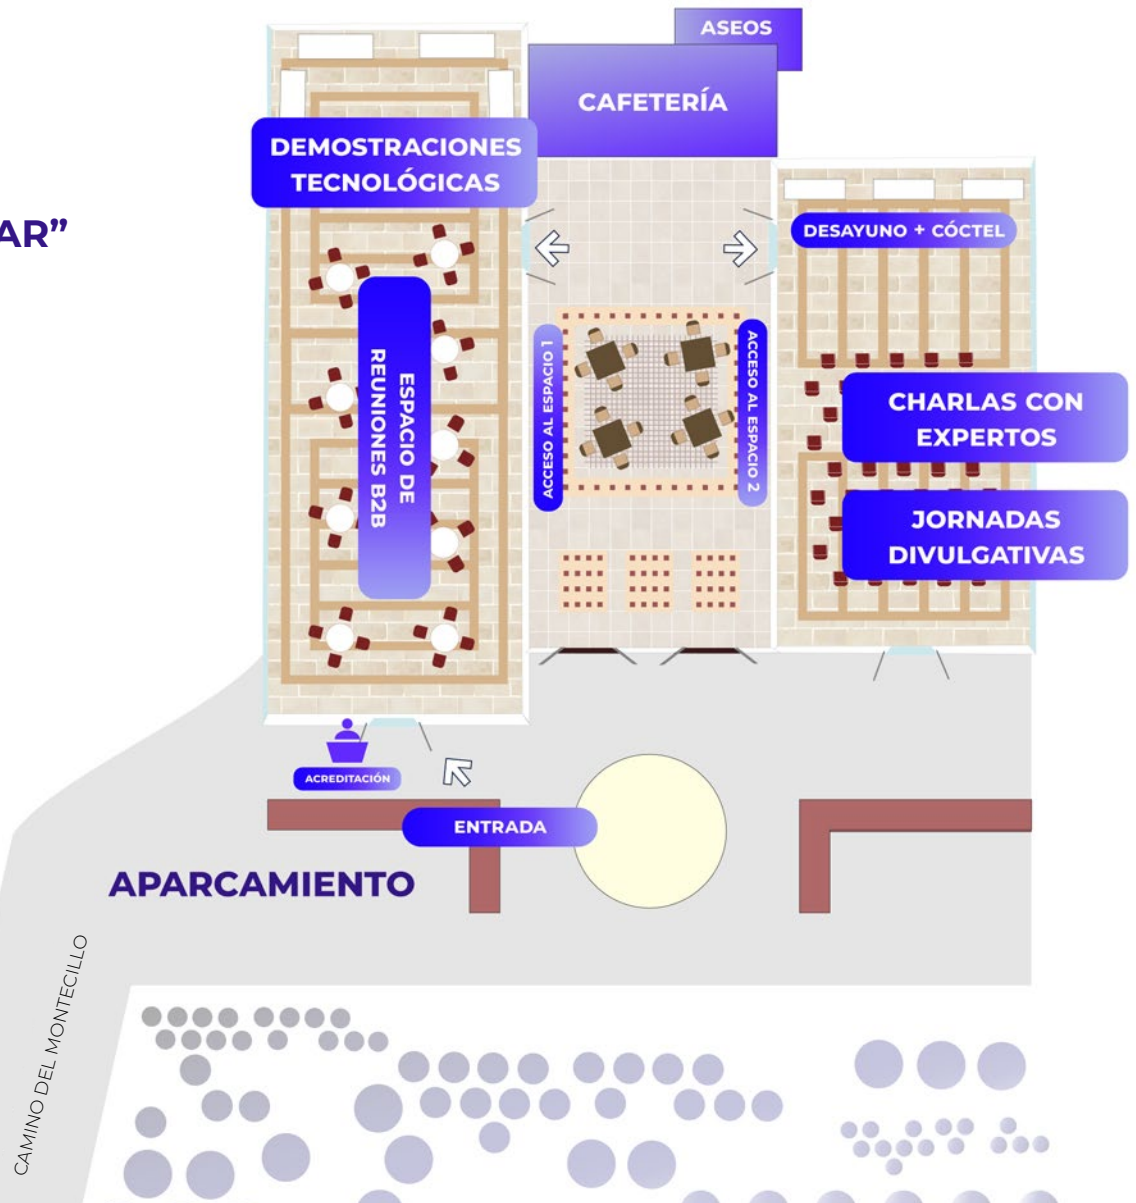 ASEOS
CAFETERÍA
DEMOSTRACIONES
TECNOLÓGICAS
AR”
DESAYUNO + CÓCTEL
ESPACIO DE
REUNIONES B2B
ACCESO AL ESPACIO 1
ACCESO AL ESPACIO 2
CHARLAS CON
EXPERTOS
JORNADAS
DIVULGATIVAS
ACREDITACIÓN
ENTRADA
APARCAMIENTO
CAMINO DEL MONTECILLO